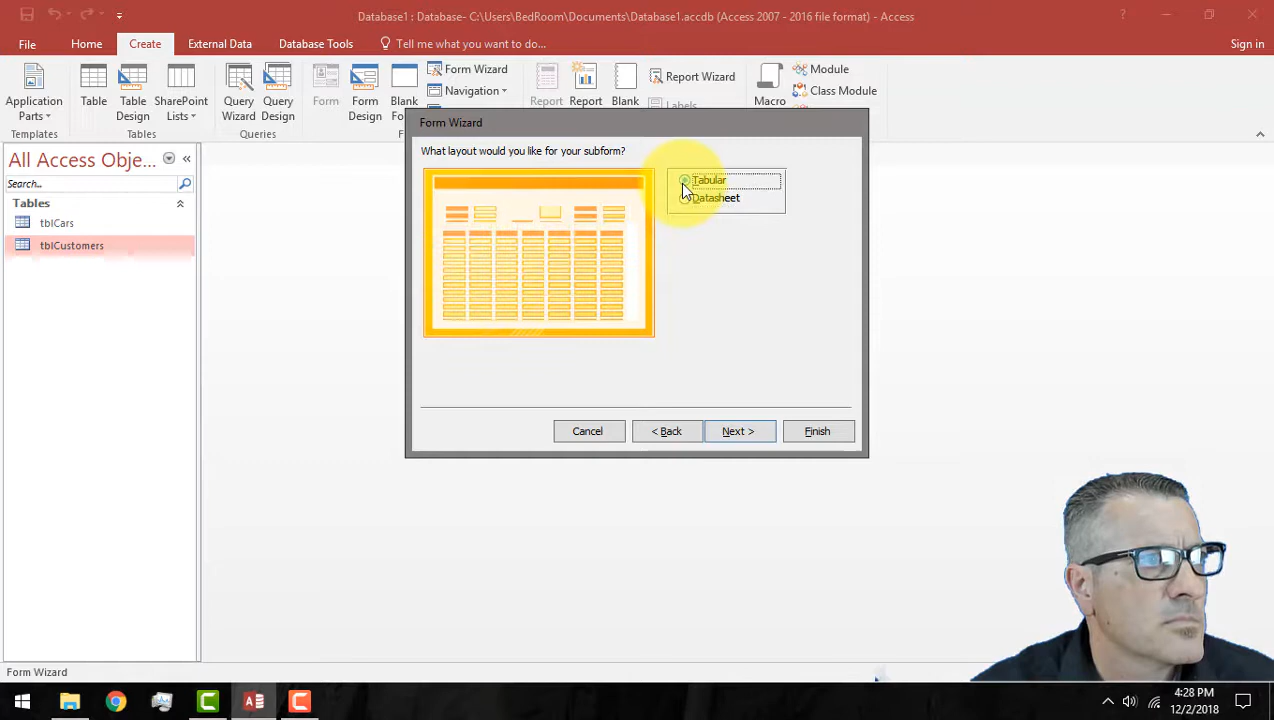 Database1 : Database- C:\Users\BedRoom\Documents\Database1.accdb (Access 2007 - 2016 file format) - Access
File Home Create External Data Database Tools Tell me what you want to do... Sign in
Application Parts
Table
Table Design
SharePoint Lists
Query Wizard
Query Design
Form
Form Design
Blank
Form Wizard
Navigation
Report
Report
Blank
Report Wizard
Labels
Macro
Module
Class Module
Templates
Tables
Queries
All Access Obje...
Search...
Tables
tblCars
tblCustomers
Form Wizard
What layout would you like for your subform?
Tabular
Datasheet
Cancel
< Back
Next >
Finish
Form Wizard
4:28 PM
12/2/2018